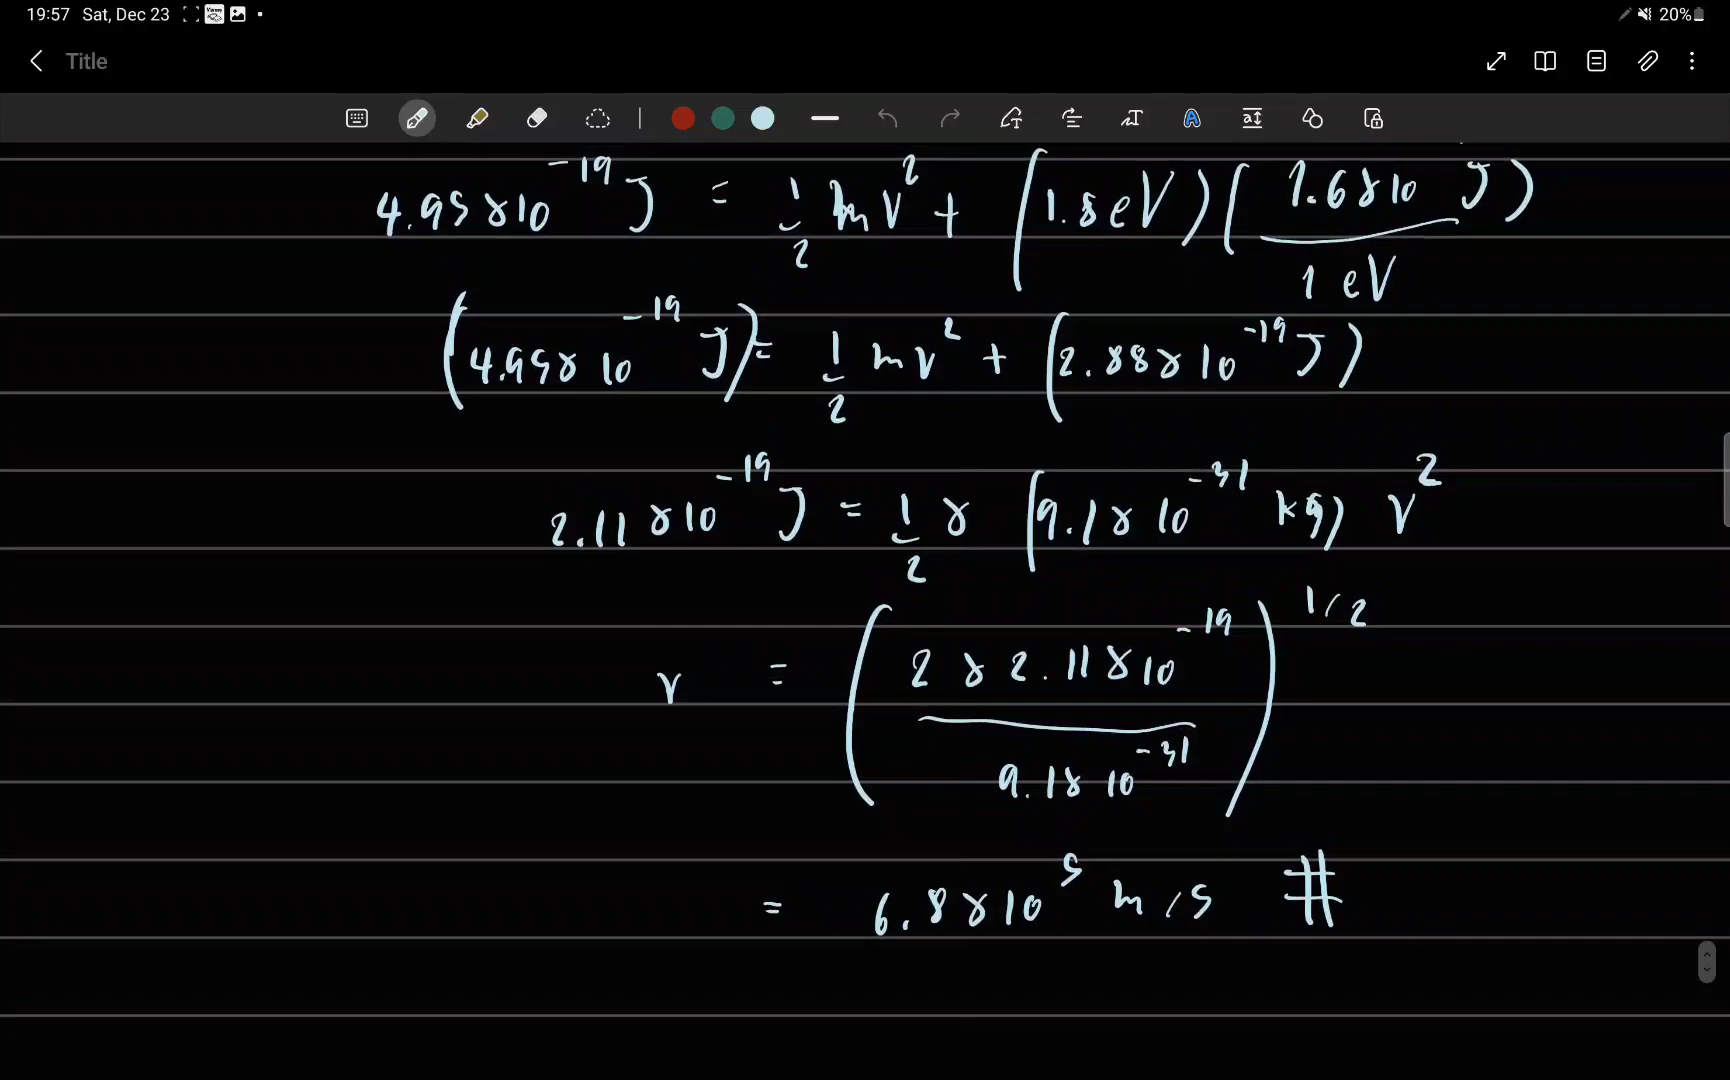 19:57 Sat, Dec 23 20%
Title
4.95 x 10^-19 J = 1/2 mv^2 + (1.8 eV)(1.6 x 10 J / 1 eV)
(4.95 x 10^-19 J) = 1/2 mv^2 + (2.88 x 10^-19 J)
2.11 x 10^-19 J = 1/2 x (9.1 x 10^-31 kg) v^2
v = (2 x 2.11 x 10^-19 / 9.1 x 10^-31)^1/2
= 6.8 x 10^5 m/s #